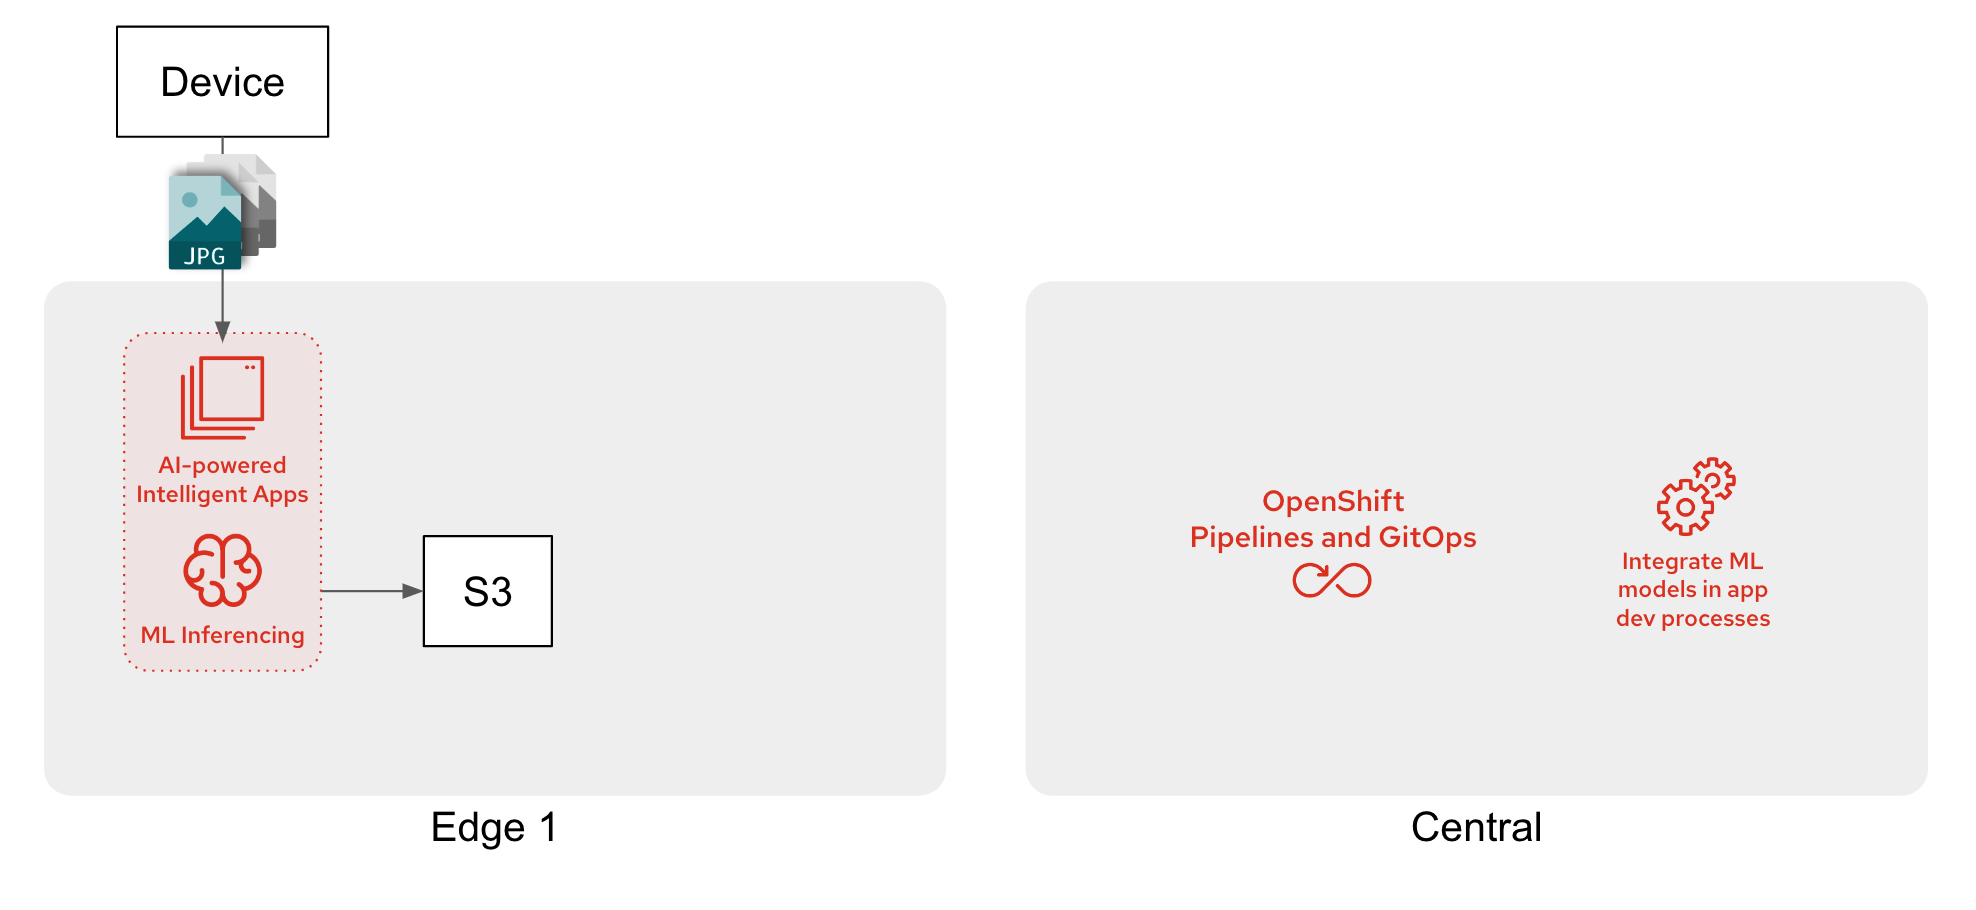 Device
JPG
AI-powered
Intelligent Apps
ML Inferencing
S3
Edge 1
OpenShift
Pipelines and GitOps
Integrate ML
models in app
dev processes
Central